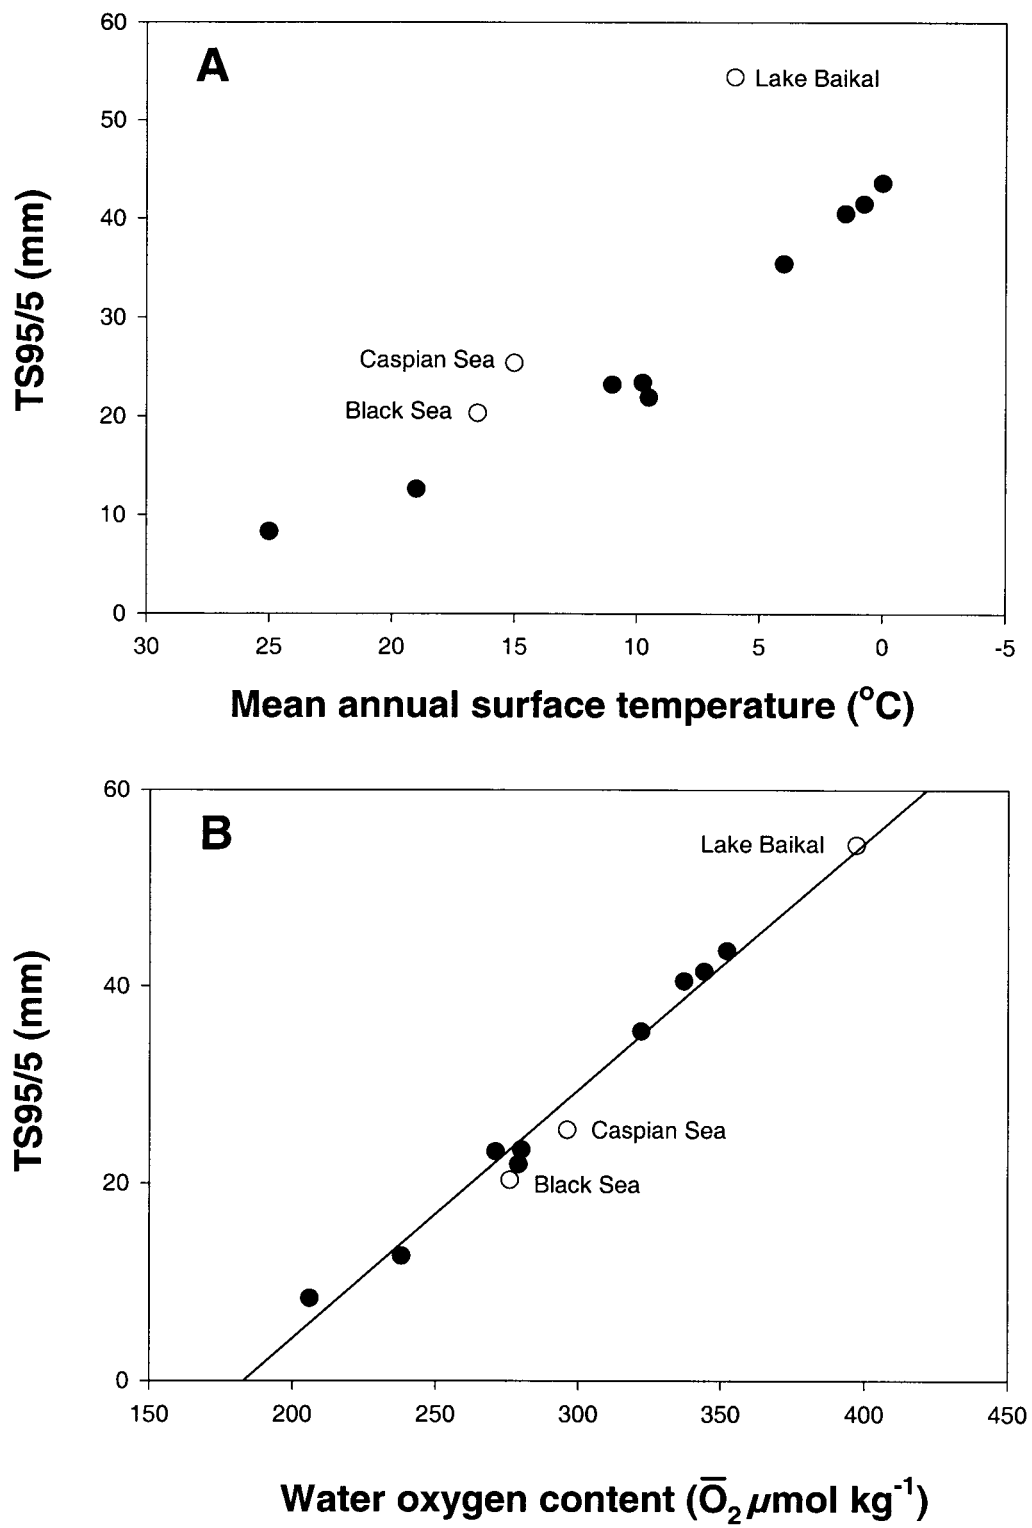 A
60
50
40
30
20
10
0
TS95/5 (mm)
Lake Baikal
Caspian Sea
Black Sea
30 25 20 15 10 5 0 -5
Mean annual surface temperature (°C)
B
60
40
20
0
TS95/5 (mm)
Lake Baikal
Caspian Sea
Black Sea
150 200 250 300 350 400 450
Water oxygen content (O̅₂ µmol kg⁻¹)